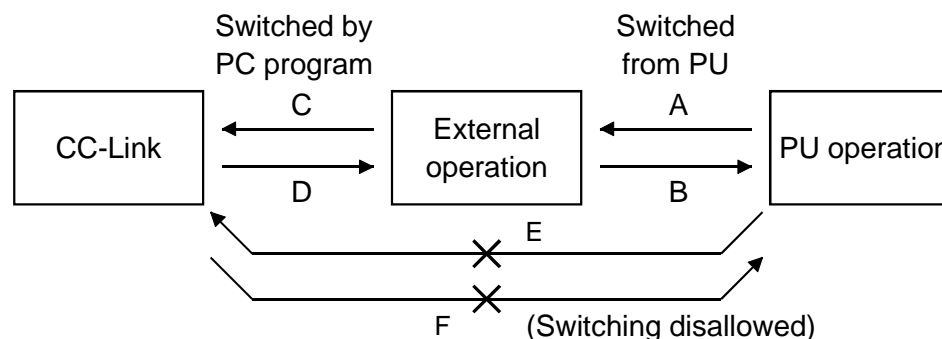 Switched by
PC program
Switched
from PU
C
A
CC-Link
External
operation
PU operation
D
B
E
F
(Switching disallowed)